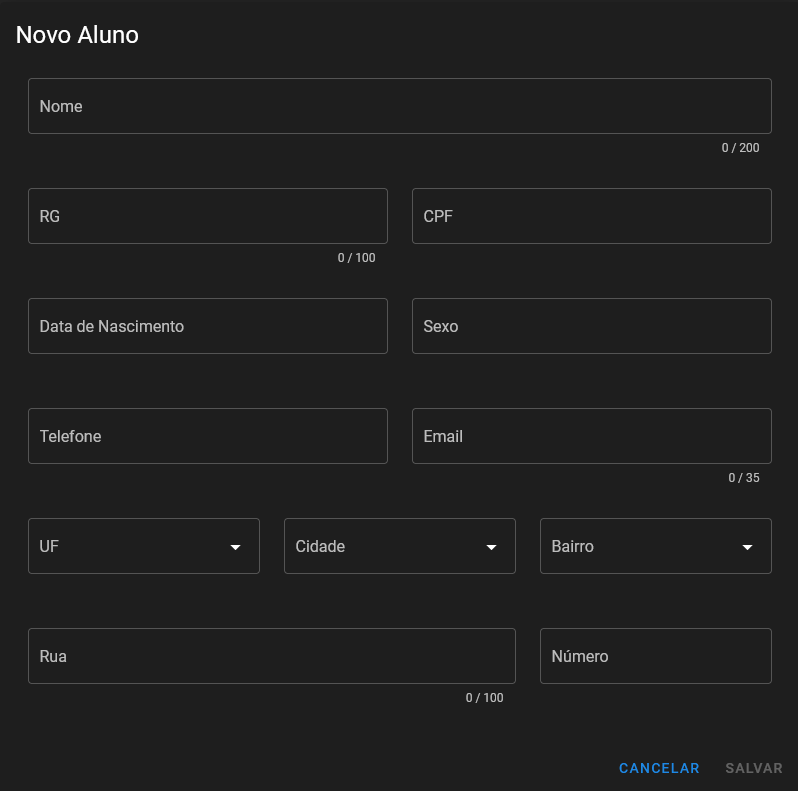 Novo Aluno
Nome
0 / 200
RG
CPF
0 / 100
Data de Nascimento
Sexo
Telefone
Email
0 / 35
UF
Cidade
Bairro
Rua
Número
0 / 100
CANCELAR
SALVAR